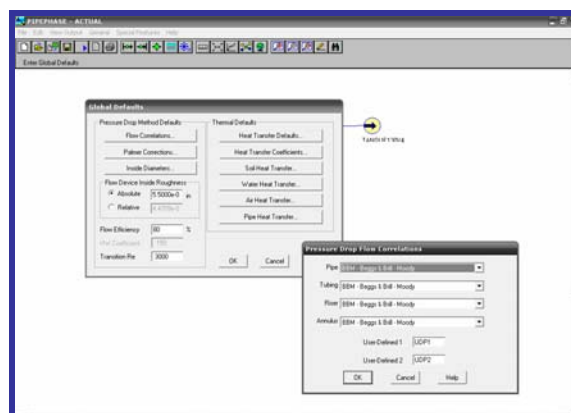 PIPEPHASE - ACTUAL
File Edit View Output General Special Features Help
Enter Global Defaults
Global Defaults
Pressure Drop Method Defaults
Flow Correlations...
Palmer Corrections...
Inside Diameters...
Flow Device Inside Roughness
Absolute 5.5000e-0 in
Relative
Flow Efficiency 80 %
Transition Re 3000
Thermal Defaults
Heat Transfer Defaults...
Heat Transfer Coefficients...
Soil Heat Transfer...
Water Heat Transfer...
Air Heat Transfer...
Pipe Heat Transfer...
OK Cancel
Pressure Drop Flow Correlations
Pipe BBM - Beggs & Brill - Moody
Tubing BBM - Beggs & Brill - Moody
Riser BBM - Beggs & Brill - Moody
Annulus BBM - Beggs & Brill - Moody
User-Defined 1 UDP1
User-Defined 2 UDP2
OK Cancel Help